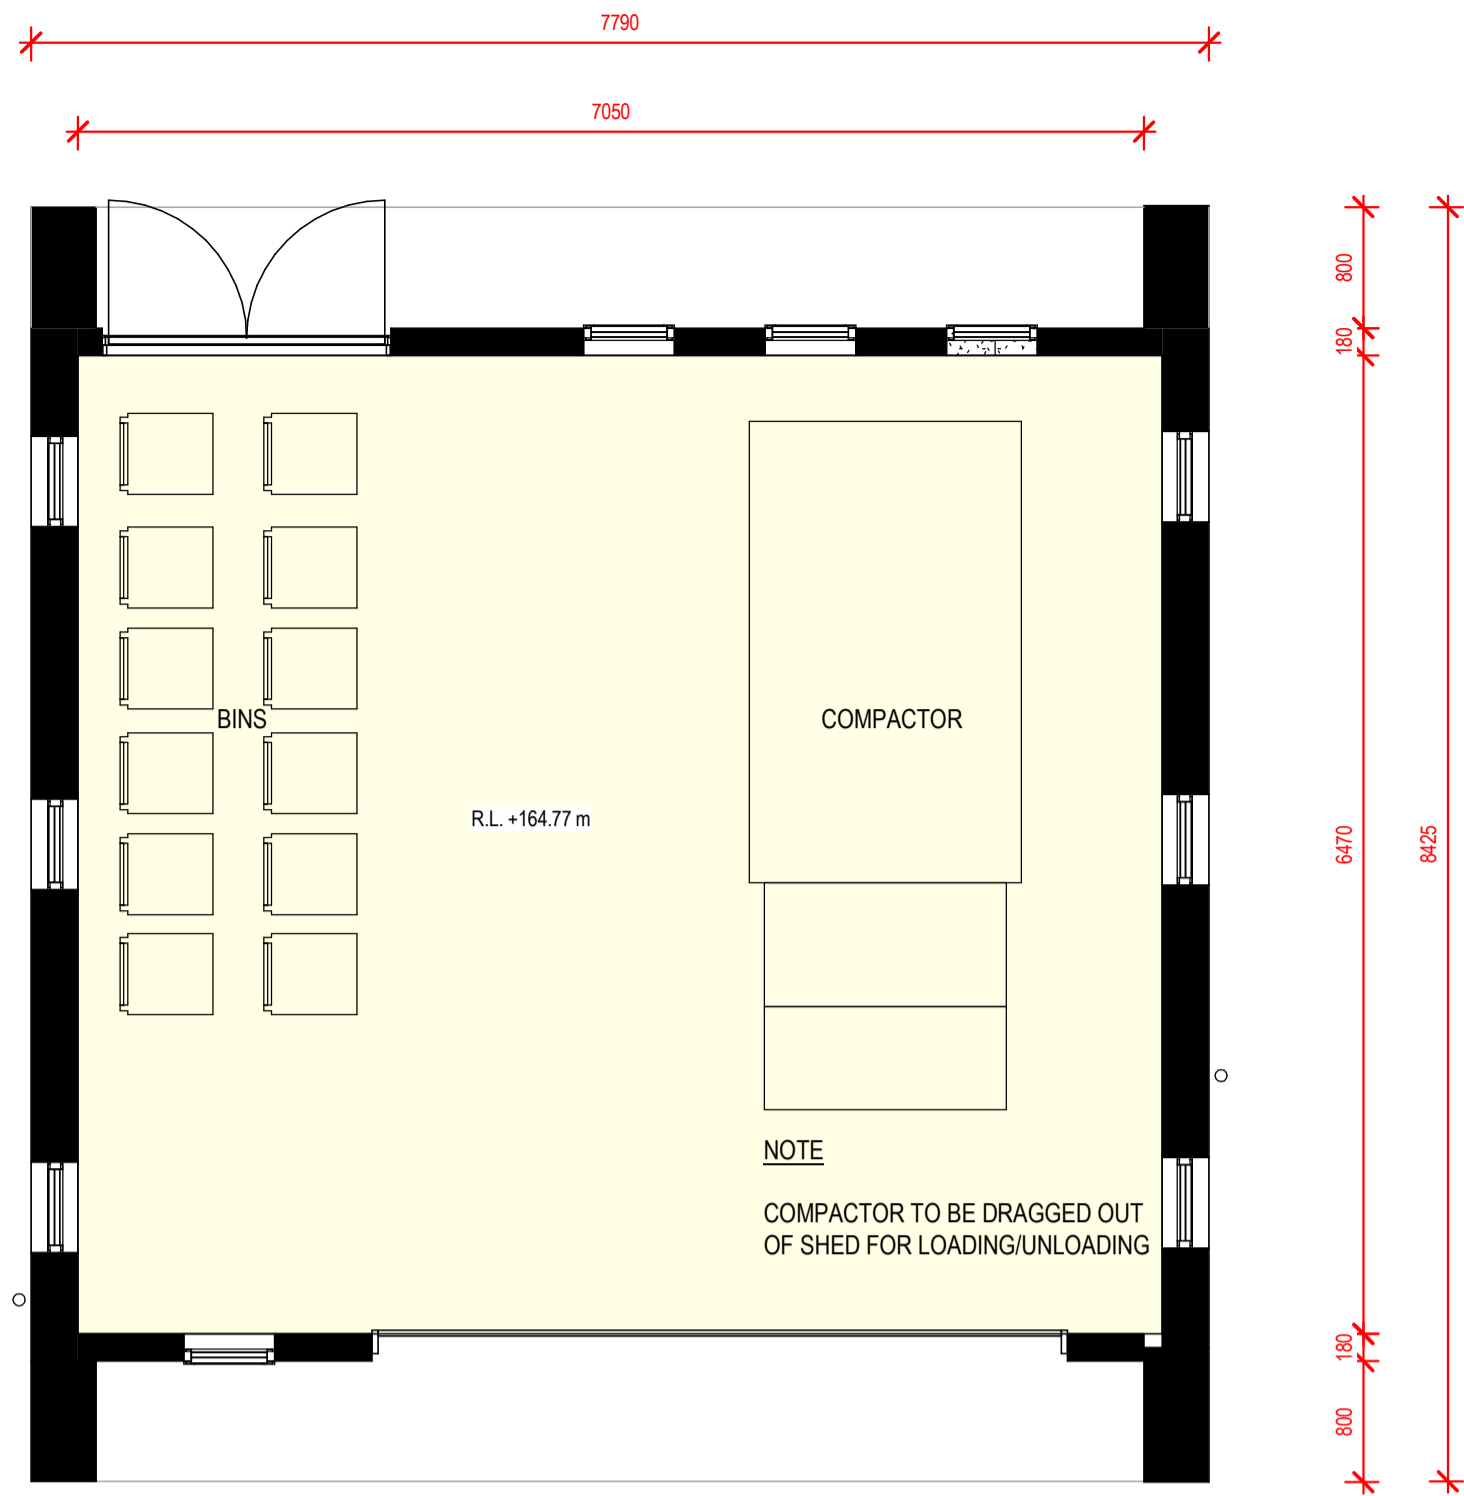 7790
7050
800
180
BINS
COMPACTOR
R.L. +164.77 m
6470
8425
NOTE
COMPACTOR TO BE DRAGGED OUT
OF SHED FOR LOADING/UNLOADING
180
800